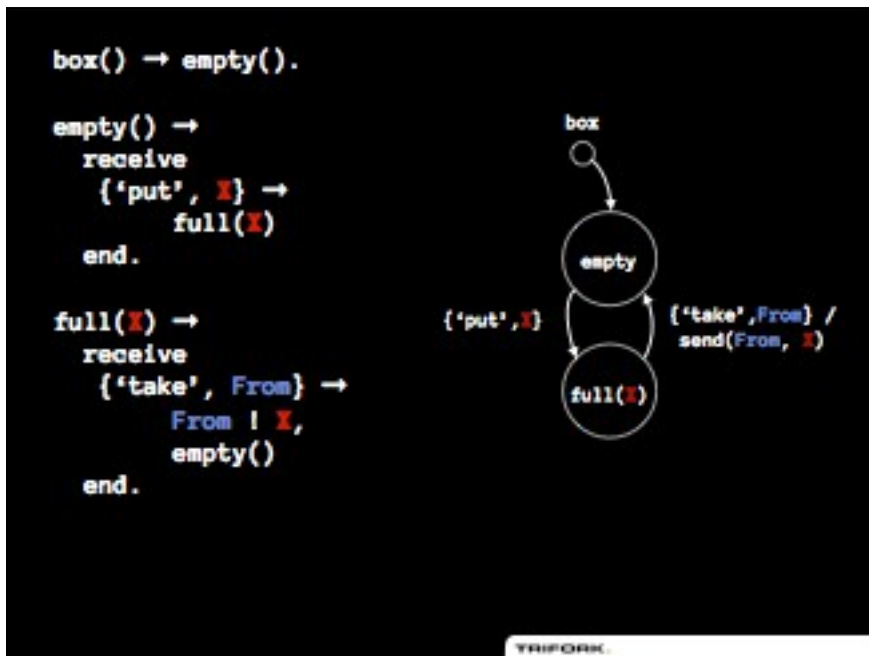 box() → empty().
empty() →
receive
{‘put’, X} →
full(X)
end.
full(X) →
receive
{‘take’, From} →
From ! X,
empty()
end.
box
empty
{‘put’,X}
{‘take’,From} /
send(From, X)
full(X)
TRIFORK.